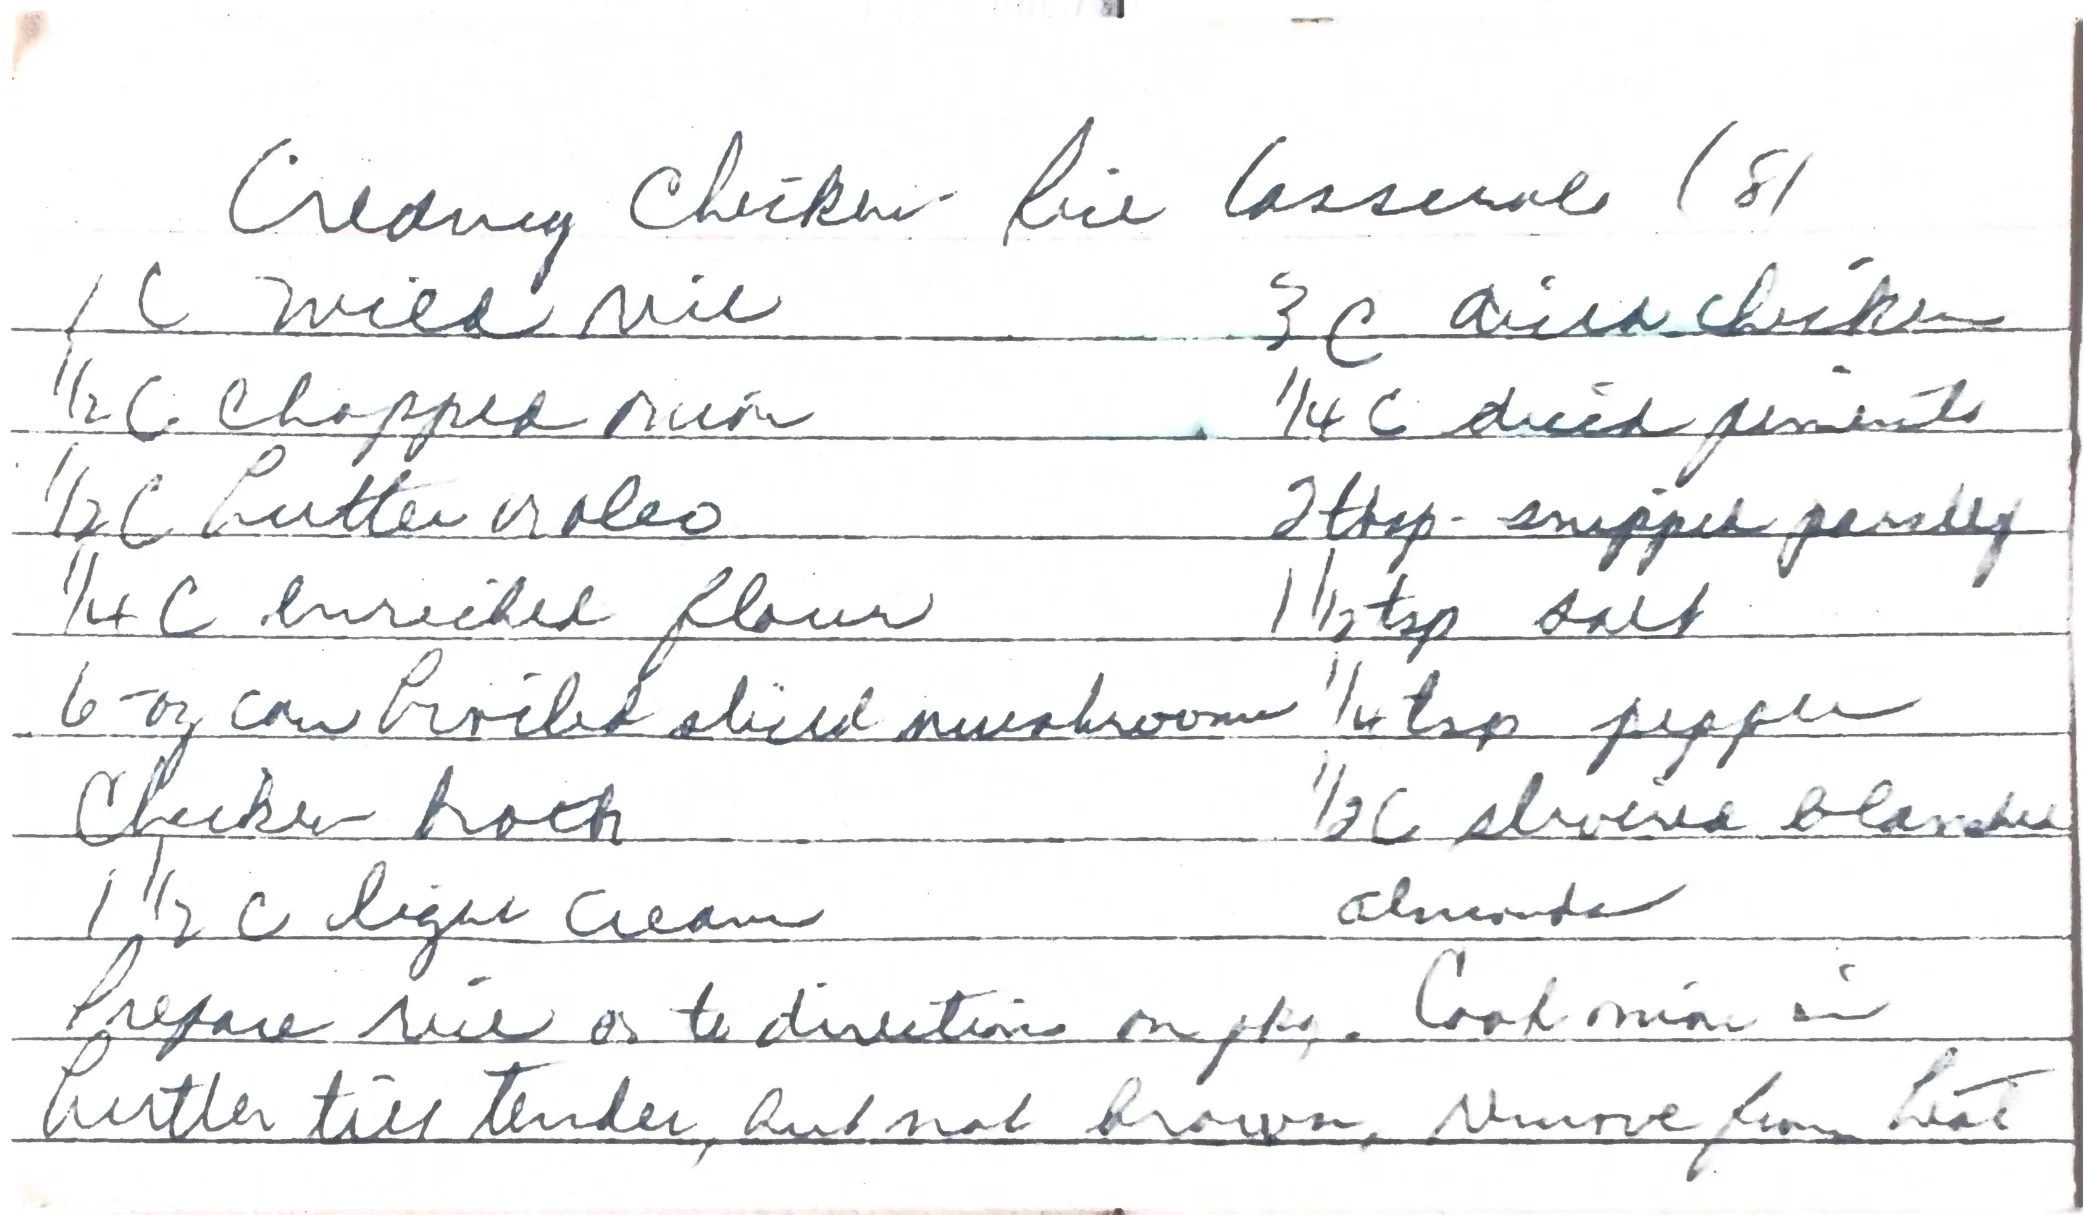 Creamy Chicken Rice Casserole (8)
1 C wild rice 3 C diced chicken
1/2 C chopped onion 1/4 C diced pimiento
1/2 C butter or oleo 2 tbsp. snipped parsley
1/4 C enriched flour 1 1/2 tsp salt
6-oz can broiled sliced mushrooms 1/4 tsp pepper
Chicken broth 1/2 C slivered blanched
1 1/2 C light cream almonds
Prepare rice as to directions on pkg. Cook onion in
butter till tender, but not brown, remove from heat